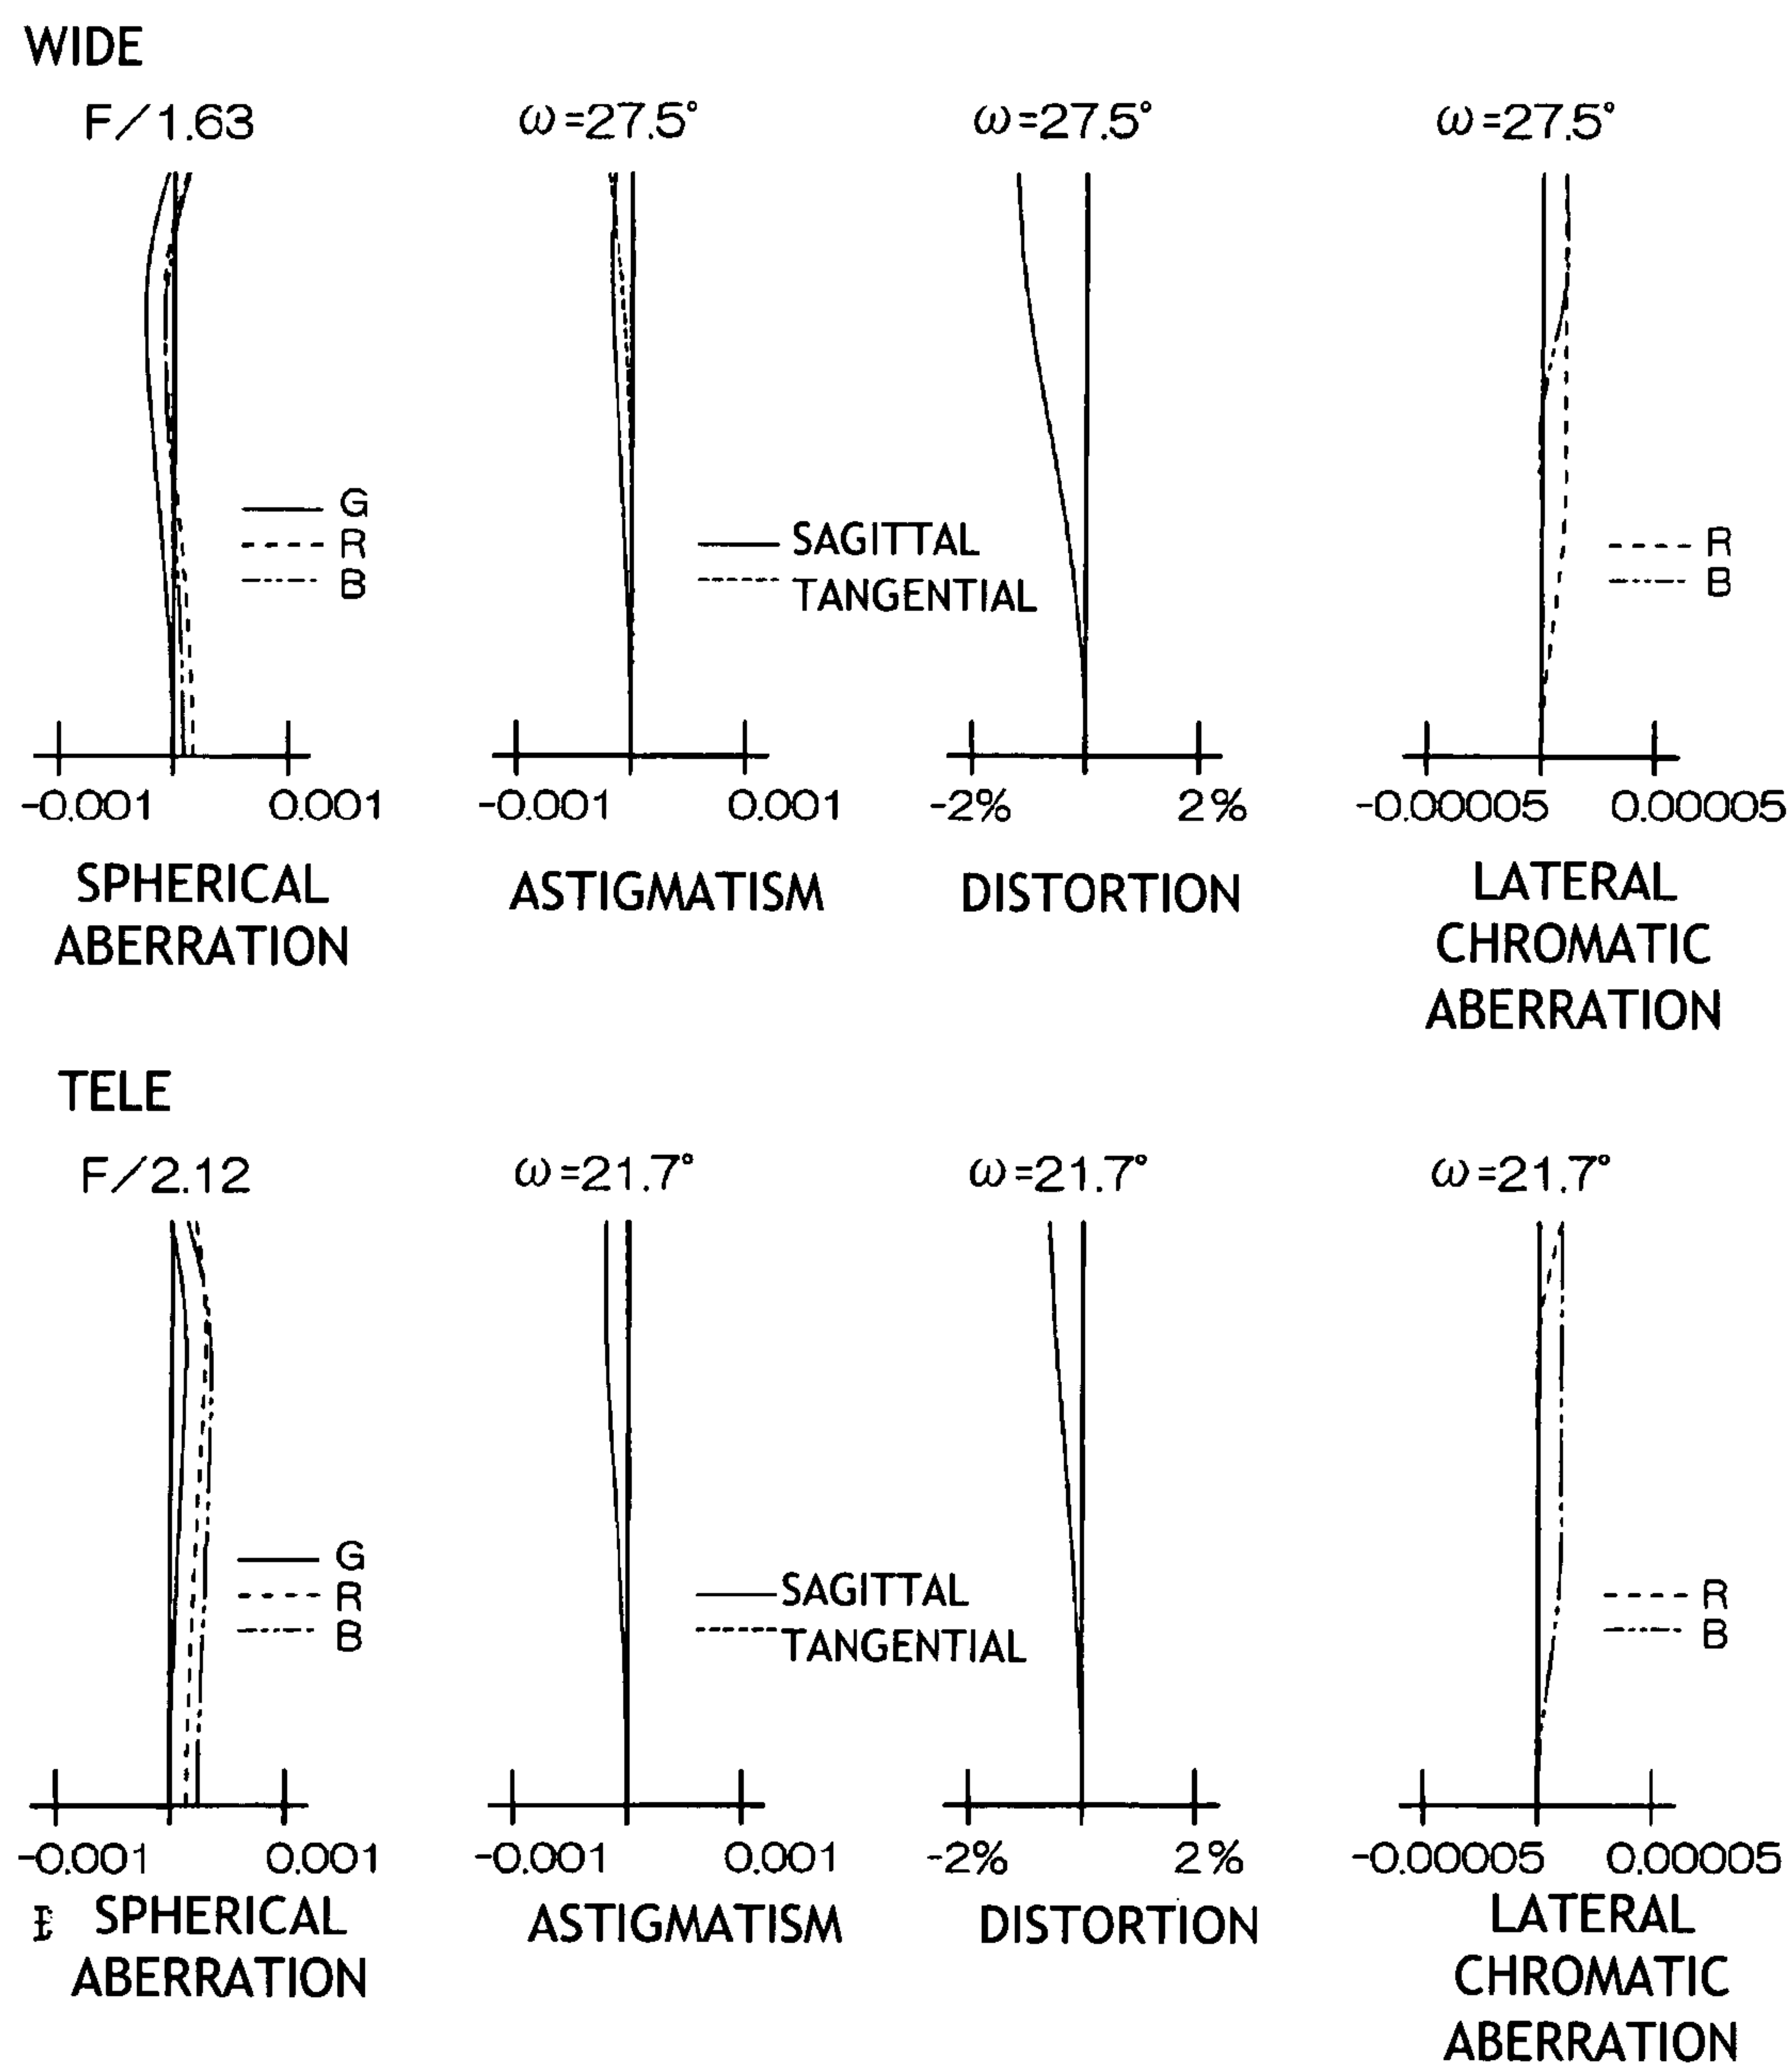 WIDE
F/1.63
ω=27.5°
ω=27.5°
ω=27.5°
G
R
B
SAGITTAL
TANGENTIAL
R
B
-0.001
0.001
-0.001
0.001
-2%
2%
-0.00005
0.00005
SPHERICAL
ABERRATION
ASTIGMATISM
DISTORTION
LATERAL
CHROMATIC
ABERRATION
TELE
F/2.12
ω=21.7°
ω=21.7°
ω=21.7°
G
R
B
SAGITTAL
TANGENTIAL
R
B
-0.001
0.001
-0.001
0.001
-2%
2%
-0.00005
0.00005
SPHERICAL
ABERRATION
ASTIGMATISM
DISTORTION
LATERAL
CHROMATIC
ABERRATION